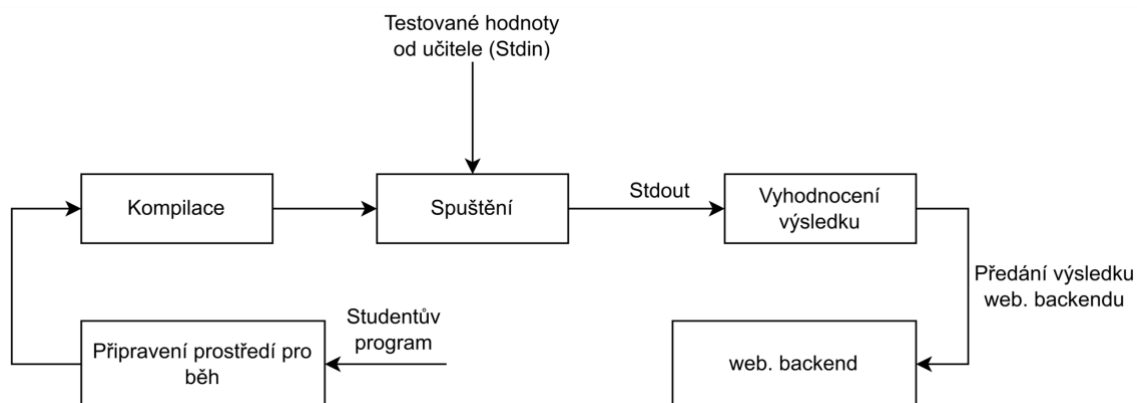 Testované hodnoty
od učitele (Stdin)
Kompilace
Spuštění
Stdout
Vyhodnocení
výsledku
Předání výsledku
web. backendu
Připravení prostředí pro
běh
Studentův
program
web. backend